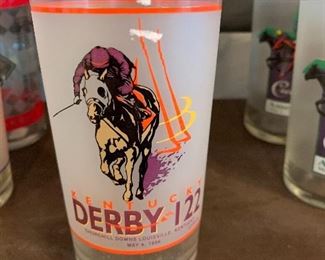 KENTUCKY
DERBY 122
CHURCHILL DOWNS LOUISVILLE, KENTUCKY
MAY 4, 1996